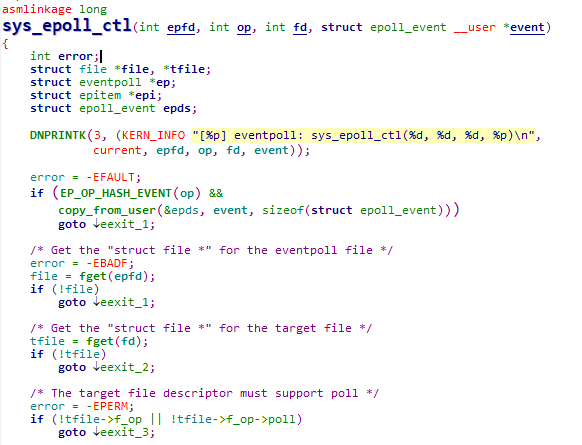 asmlinkage long
sys_epoll_ctl(int epfd, int op, int fd, struct epoll_event __user *event)
{
    int error;
    struct file *file, *tfile;
    struct eventpoll *ep;
    struct epitem *epi;
    struct epoll_event epds;

    DNPRINTK(3, (KERN_INFO "[%p] eventpoll: sys_epoll_ctl(%d, %d, %d, %p)\n",
             current, epfd, op, fd, event));

    error = -EFAULT;
    if (EP_OP_HASH_EVENT(op) &&
        copy_from_user(&epds, event, sizeof(struct epoll_event)))
        goto ↓eexit_1;

    /* Get the "struct file *" for the eventpoll file */
    error = -EBADF;
    file = fget(epfd);
    if (!file)
        goto ↓eexit_1;

    /* Get the "struct file *" for the target file */
    tfile = fget(fd);
    if (!tfile)
        goto ↓eexit_2;

    /* The target file descriptor must support poll */
    error = -EPERM;
    if (!tfile->f_op || !tfile->f_op->poll)
        goto ↓eexit_3;